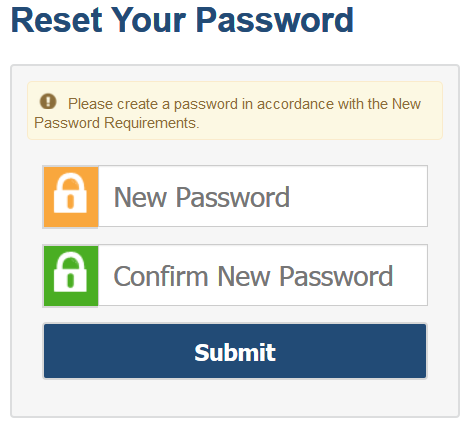 Reset Your Password
Please create a password in accordance with the New
Password Requirements.
New Password
Confirm New Password
Submit